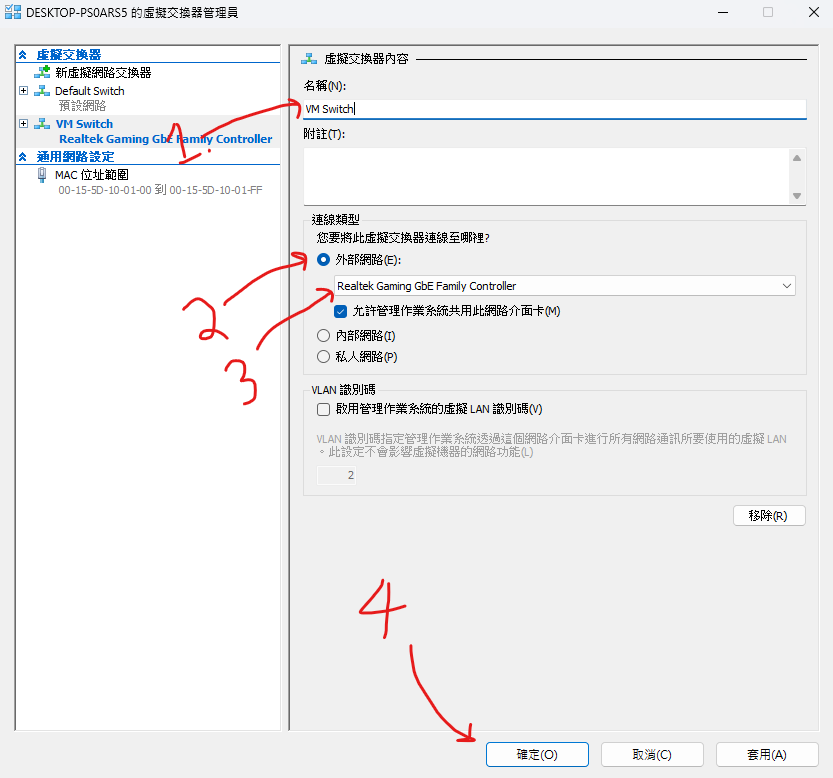 DESKTOP-PS0ARS5 的虛擬交換器管理員
虛擬交換器
新虛擬網路交換器
Default Switch
預設網路
VM Switch
Realtek Gaming GbE Family Controller
通用網路設定
MAC 位址範圍
00-15-5D-10-01-00 到 00-15-5D-10-01-FF
1.
虛擬交換器內容
名稱(N):
VM Switch
附註(T):
連線類型
您要將此虛擬交換器連線至哪裡?
2
外部網路(E):
3
Realtek Gaming GbE Family Controller
允許管理作業系統共用此網路介面卡(M)
內部網路(I)
私人網路(P)
VLAN 識別碼
啟用管理作業系統的虛擬 LAN 識別碼(V)
VLAN 識別碼指定管理作業系統透過這個網路介面卡進行所有網路通訊所要使用的虛擬 LAN
。此設定不會影響虛擬機器的網路功能(L)
2
移除(R)
4
確定(O)
取消(C)
套用(A)